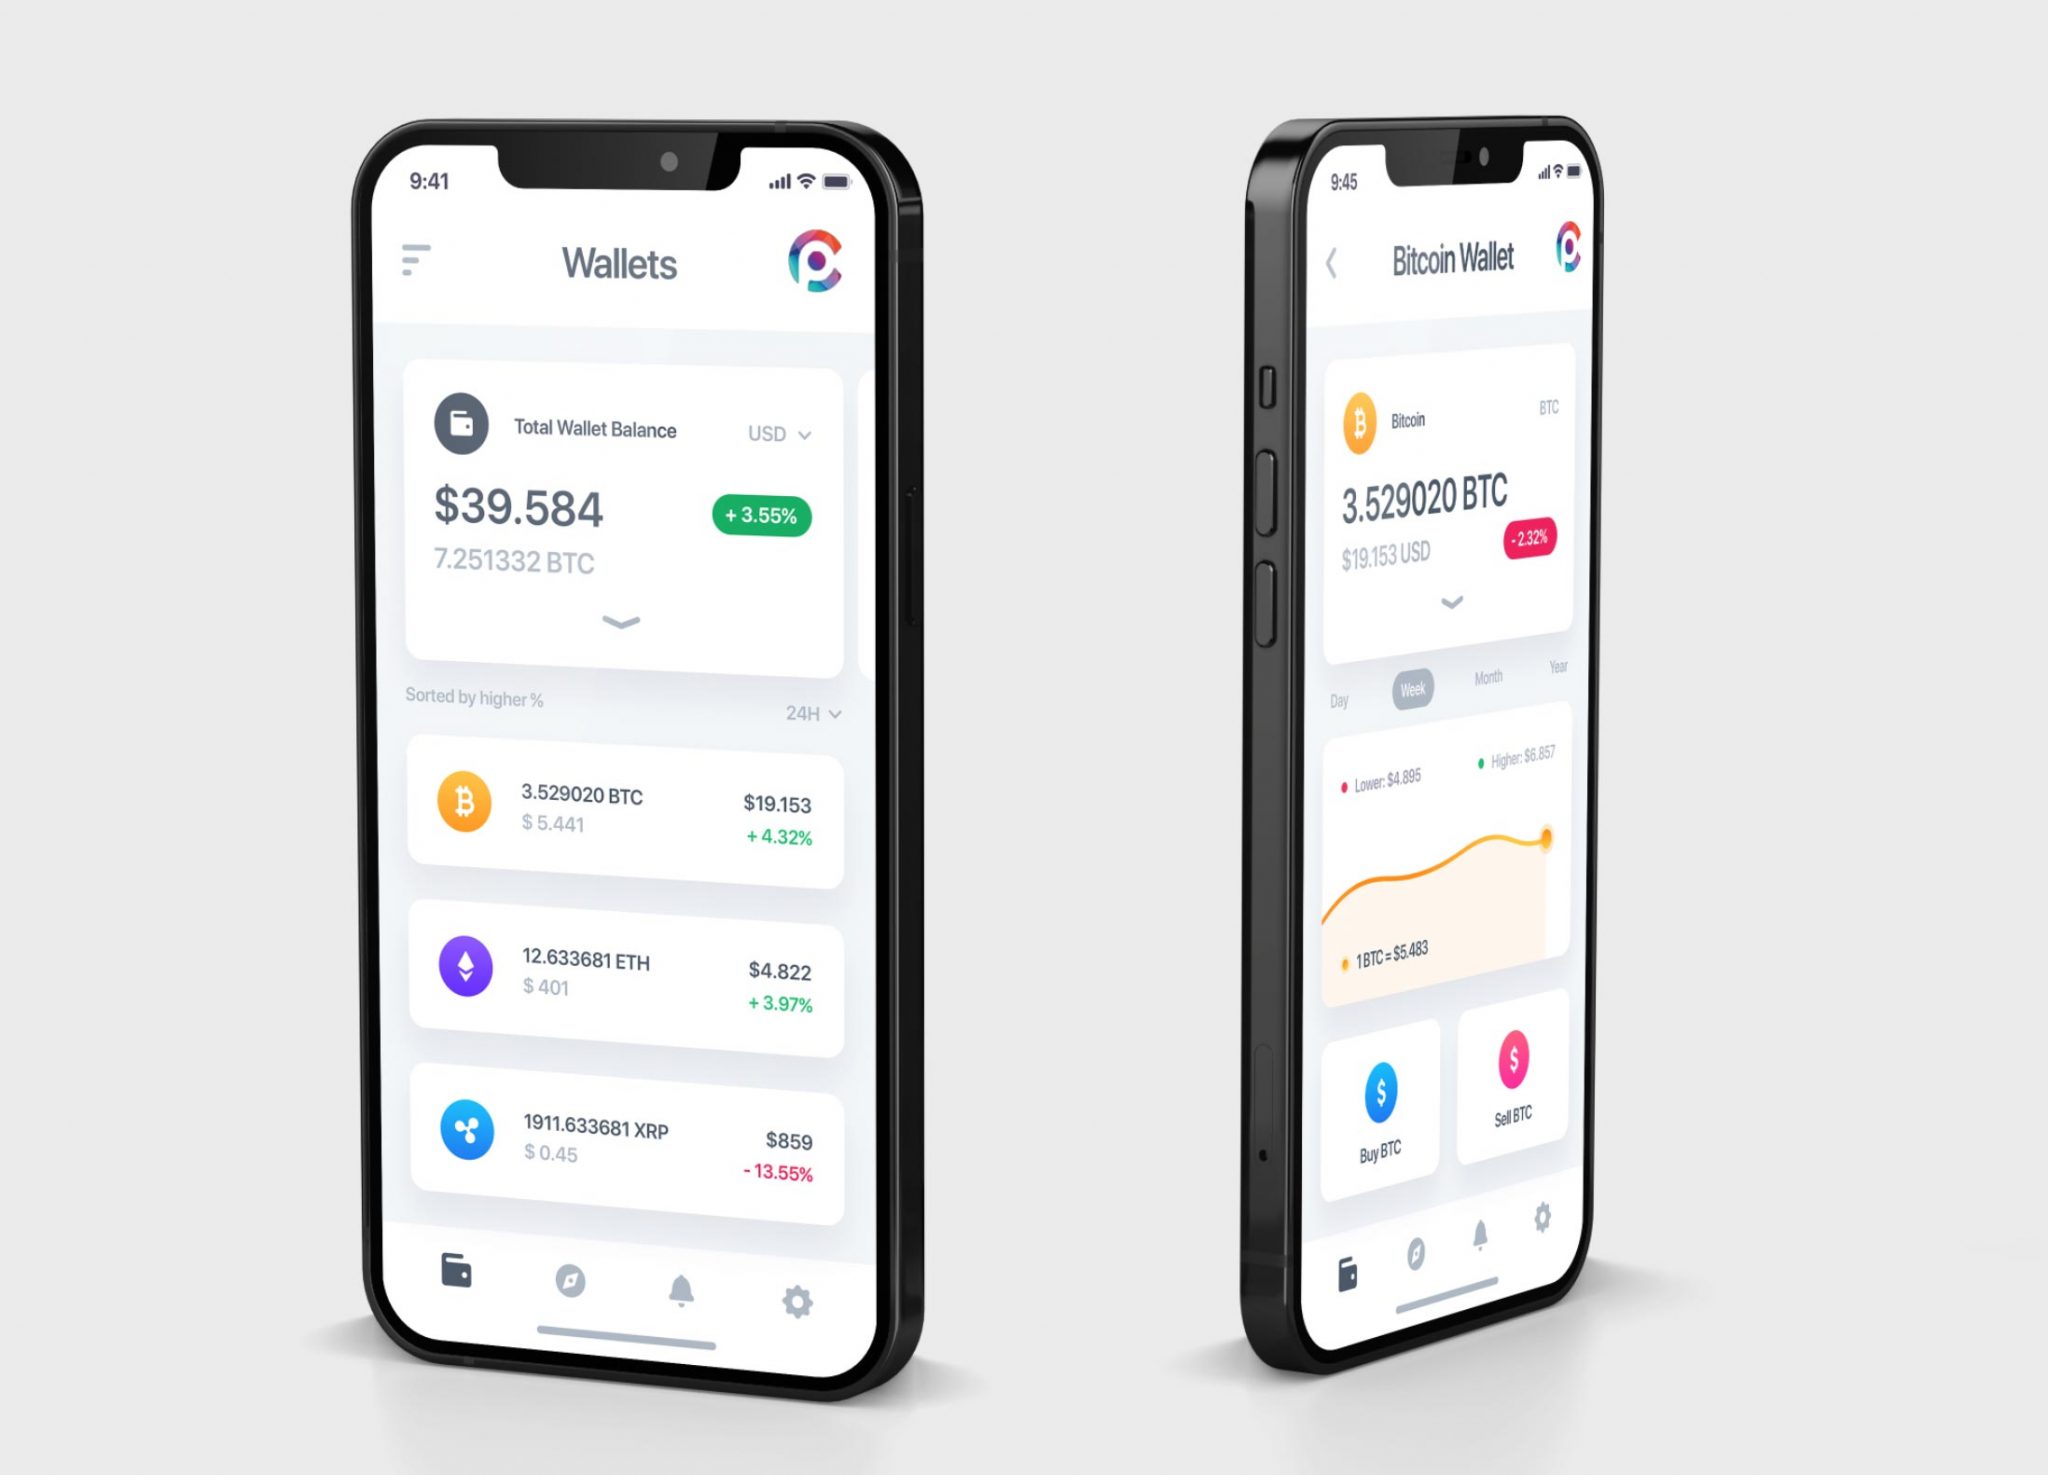 9:41
Wallets
Total Wallet Balance
USD
$39.584
+ 3.55%
7.251332 BTC
Sorted by higher %
24H
3.529020 BTC
$19.153
$ 5.441
+ 4.32%
12.633681 ETH
$4.822
$ 401
+ 3.97%
1911.633681 XRP
$859
$ 0.45
- 13.55%
9:45
Bitcoin Wallet
Bitcoin
BTC
3.529020 BTC
$19.153 USD
- 2.32%
Day
Week
Month
Year
Lower: $4.895
Higher: $6.857
1 BTC = $5.483
Buy BTC
Sell BTC